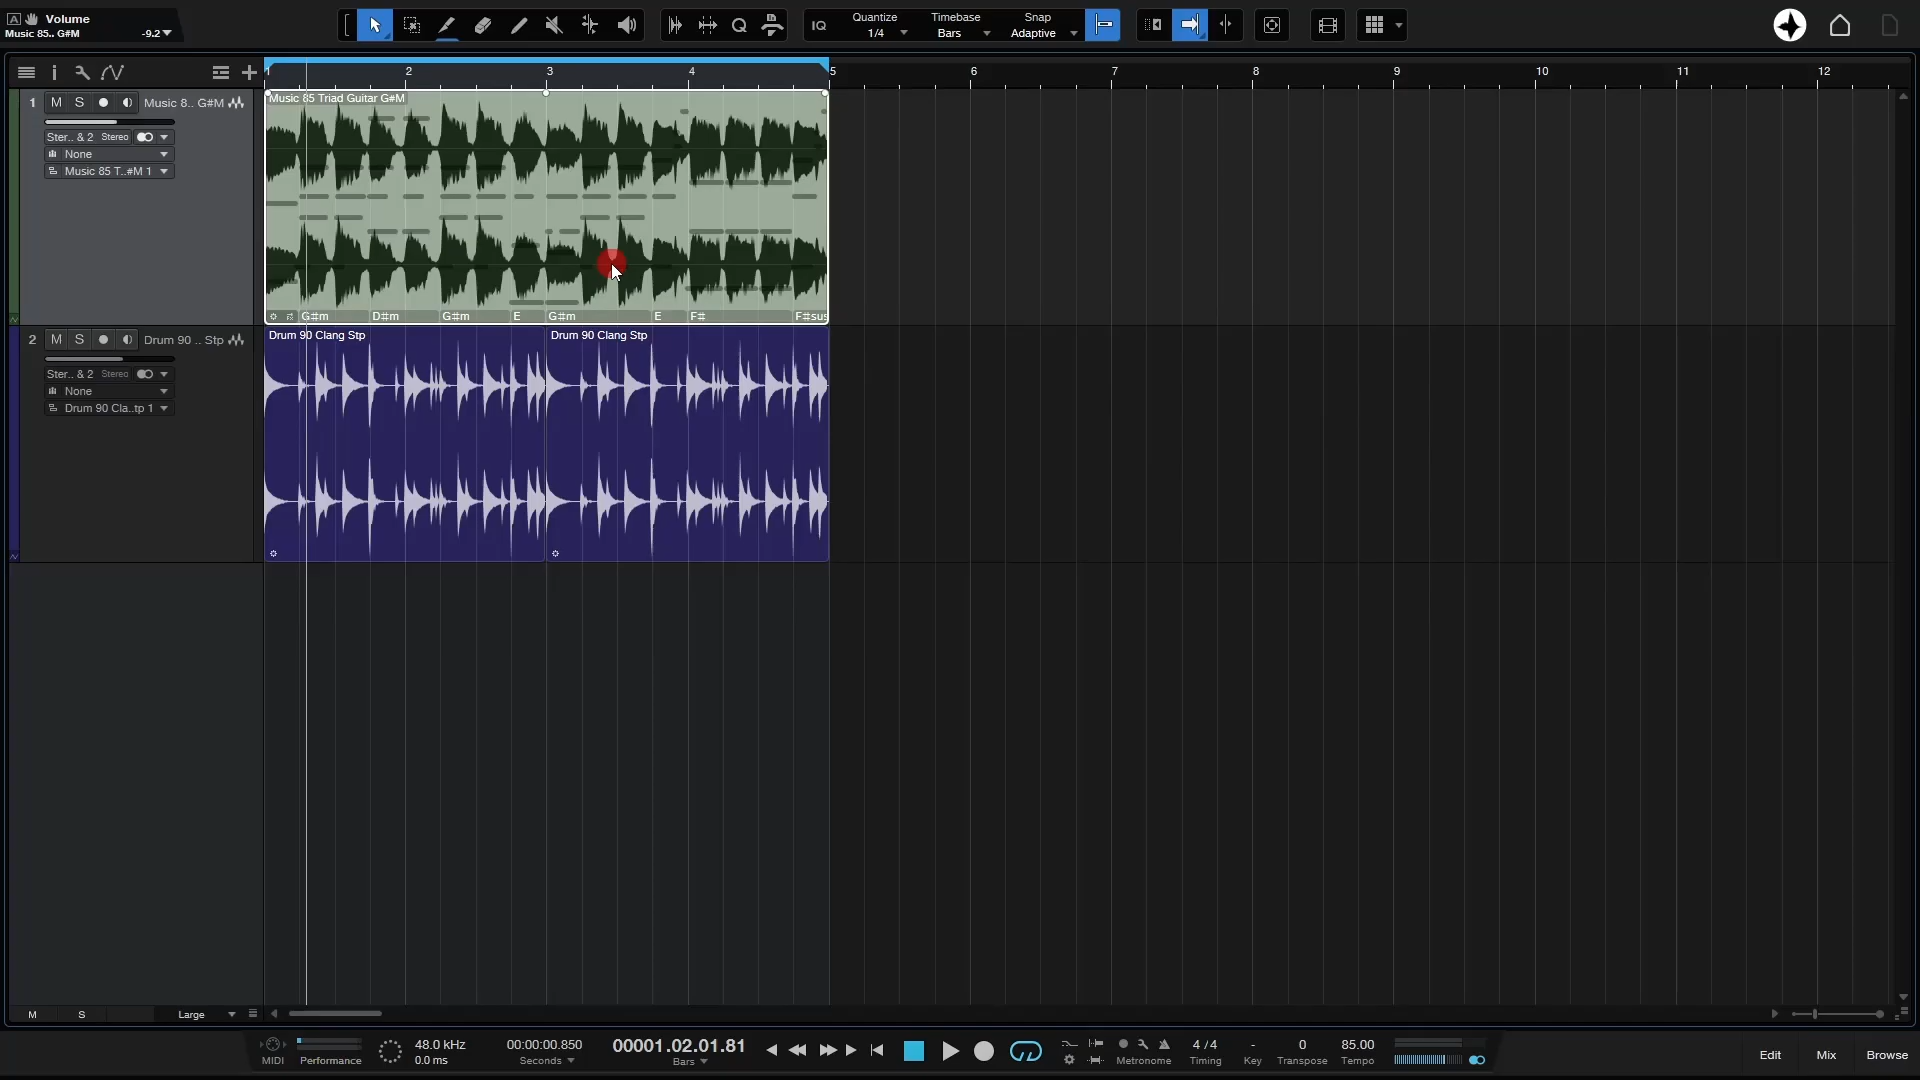 A Volume
Music 85.. G#M -9.2
IQ Quantize Timebase Snap
1/4 Bars Adaptive
1 2 3 4 5 6 7 8 9 10 11 12
1 M S Music 8.. G#M
Ster.. & 2 Stereo
None
Music 85 T..#M 1
Music 85 Triad Guitar G#M
G#m D#m G#m E G#m E F# F#sus
2 M S Drum 90 .. Stp
Ster.. & 2 Stereo
None
Drum 90 Cla..tp 1
Drum 90 Clang Stp Drum 90 Clang Stp
M S Large
MIDI Performance
48.0 kHz
0.0 ms
00:00:00.850
Seconds
00001.02.01.81
Bars
Metronome
4 / 4
Timing
-
Key
0
Transpose
85.00
Tempo
Edit Mix Browse